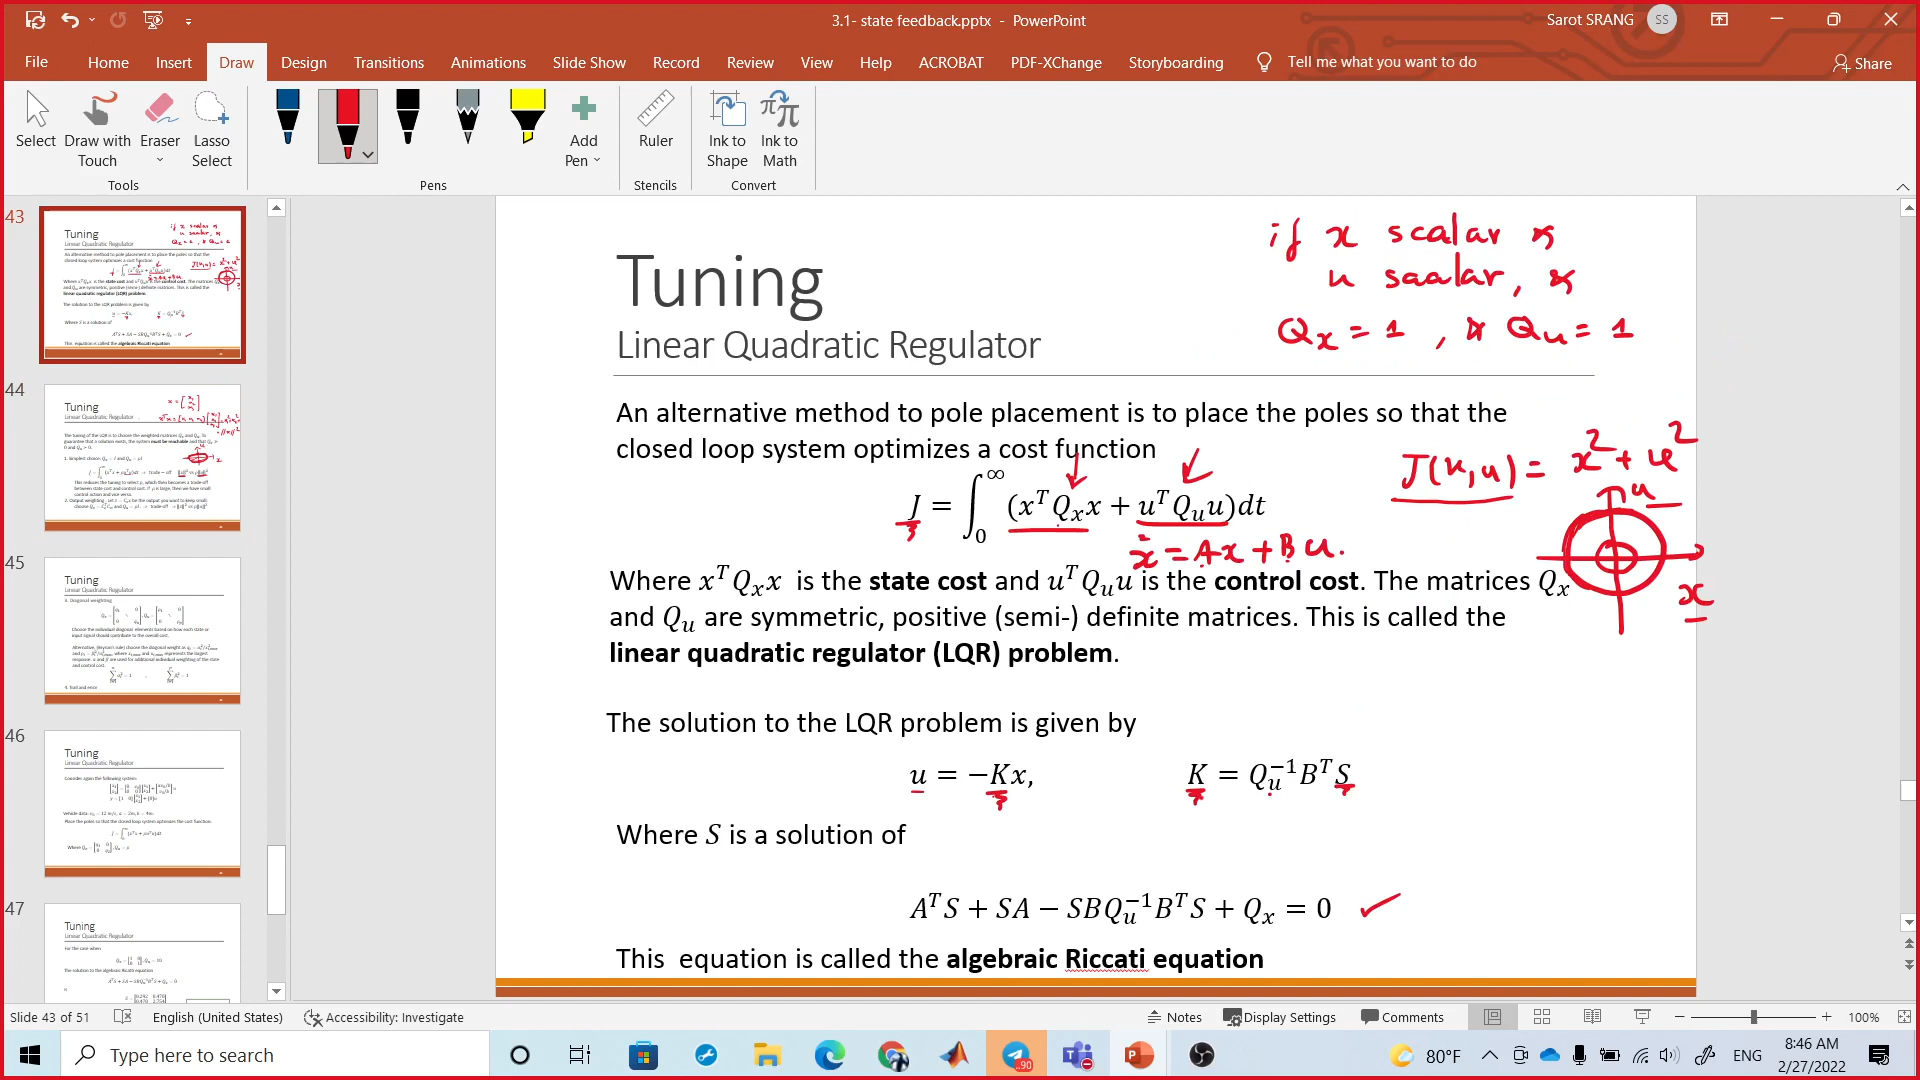 3.1- state feedback.pptx - PowerPoint
Sarot SRANG SS
File Home Insert Draw Design Transitions Animations Slide Show Record Review View Help ACROBAT PDF-XChange Storyboarding Tell me what you want to do Share
Select Draw with Touch Eraser Lasso Select Add Pen Ruler Ink to Shape Ink to Math
Tools Pens Stencils Convert
43
44
45
46
47
if x scalar &
u saalar, &
Qx = 1 , & Qu = 1
Tuning
Linear Quadratic Regulator
An alternative method to pole placement is to place the poles so that the
closed loop system optimizes a cost function
J(x,u) = x² + u²
J = ∫₀^∞ (xᵀQₓx + uᵀQᵤu)dt
u
ẋ = Ax + Bu.
x
Where xᵀQₓx is the state cost and uᵀQᵤu is the control cost. The matrices Qₓ
and Qᵤ are symmetric, positive (semi-) definite matrices. This is called the
linear quadratic regulator (LQR) problem.
The solution to the LQR problem is given by
u = −Kx, K = Qᵤ⁻¹BᵀS
Where S is a solution of
AᵀS + SA − SBQᵤ⁻¹BᵀS + Qₓ = 0
This equation is called the algebraic Riccati equation
Slide 43 of 51 English (United States) Accessibility: Investigate Notes Display Settings Comments 100%
Type here to search
80°F ENG 8:46 AM
2/27/2022